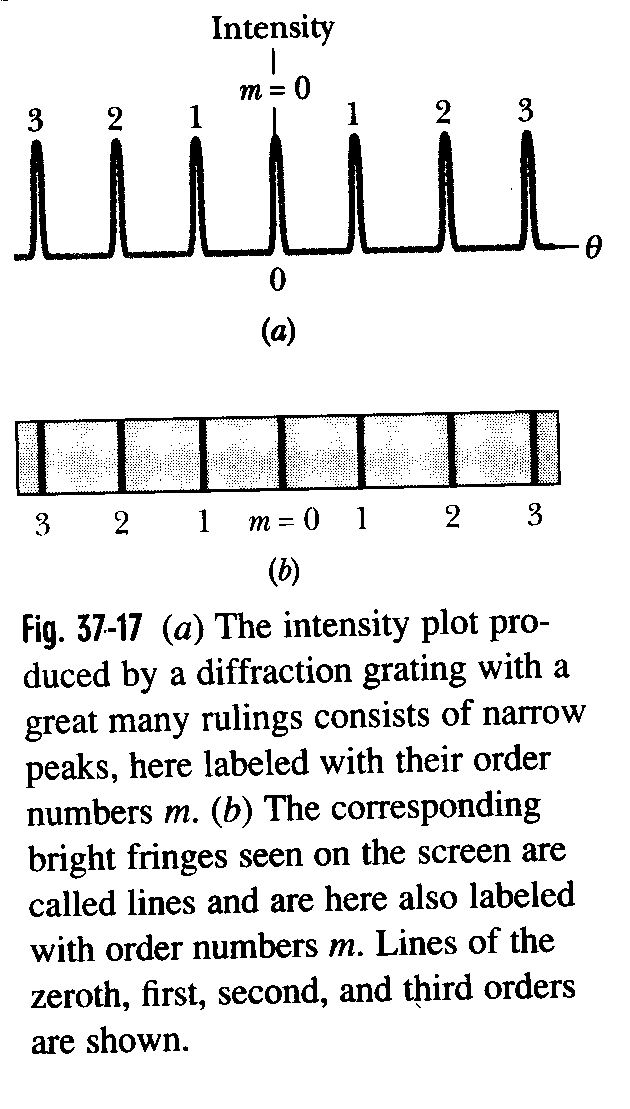 Intensity
m = 0
3 2 1 1 2 3
θ
0
(a)
3 2 1 m = 0 1 2 3
(b)
Fig. 37-17 (a) The intensity plot pro-
duced by a diffraction grating with a
great many rulings consists of narrow
peaks, here labeled with their order
numbers m. (b) The corresponding
bright fringes seen on the screen are
called lines and are here also labeled
with order numbers m. Lines of the
zeroth, first, second, and third orders
are shown.